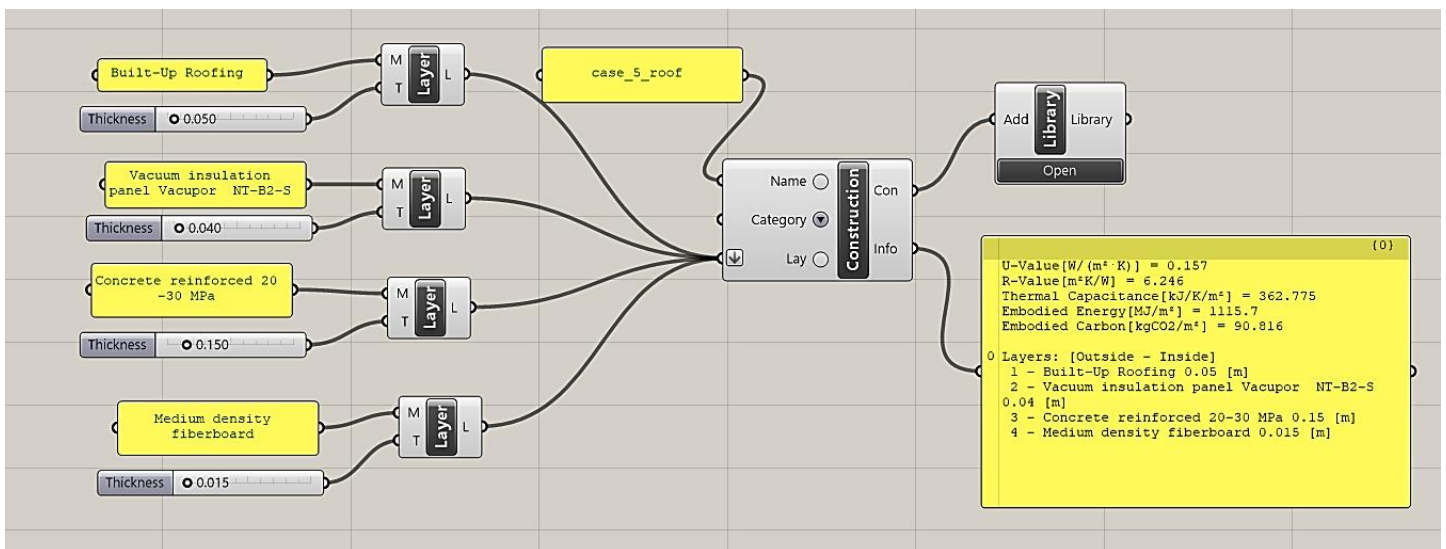 Built-Up Roofing
M
T
Layer
L
Thickness
0.050
case_5_roof
Add
Library
Library
Open
Vacuum insulation
panel Vacupor  NT-B2-S
M
T
Layer
L
Thickness
0.040
Name
Category
Lay
Construction
Con
Info
Concrete reinforced 20
-30 MPa
M
T
Layer
L
Thickness
0.150
Medium density
fiberboard
M
T
Layer
L
Thickness
0.015
{0}
U-Value[W/(m²·K)] = 0.157
R-Value[m²K/W] = 6.246
Thermal Capacitance[kJ/K/m²] = 362.775
Embodied Energy[MJ/m²] = 1115.7
Embodied Carbon[kgCO2/m²] = 90.816
0 Layers: [Outside - Inside]
1 - Built-Up Roofing 0.05 [m]
2 - Vacuum insulation panel Vacupor  NT-B2-S
0.04 [m]
3 - Concrete reinforced 20-30 MPa 0.15 [m]
4 - Medium density fiberboard 0.015 [m]